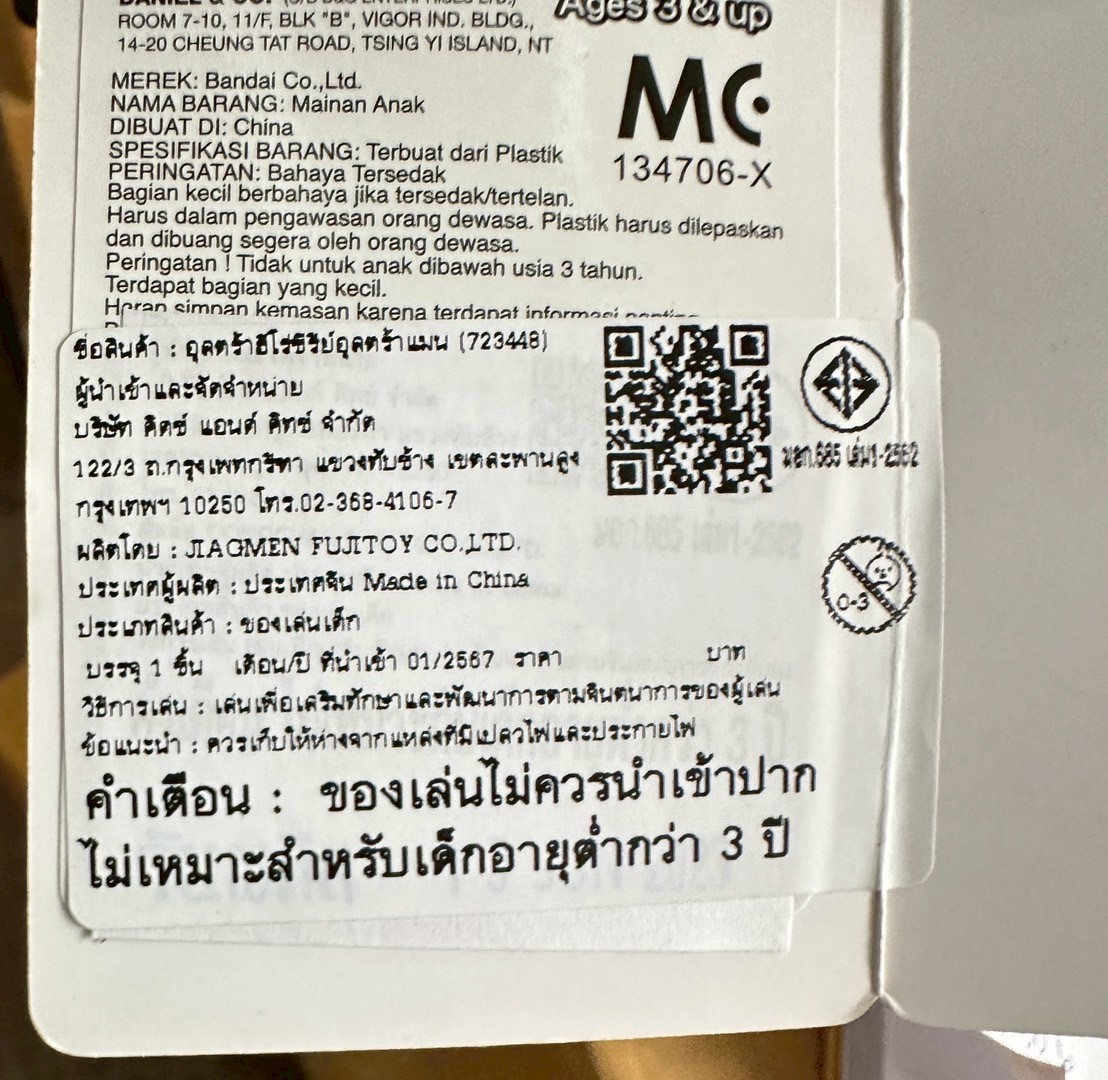 DANIEL & CO.
ROOM 7-10, 11/F, BLK "B", VIGOR IND. BLDG.,
14-20 CHEUNG TAT ROAD, TSING YI ISLAND, NT
Ages 3 & up
MEREK: Bandai Co.,Ltd.
NAMA BARANG: Mainan Anak
DIBUAT DI: China
SPESIFIKASI BARANG: Terbuat dari Plastik
PERINGATAN: Bahaya Tersedak
Bagian kecil berbahaya jika tersedak/tertelan.
Harus dalam pengawasan orang dewasa. Plastik harus dilepaskan
dan dibuang segera oleh orang dewasa.
Peringatan ! Tidak untuk anak dibawah usia 3 tahun.
Terdapat bagian yang kecil.
Harap simpan kemasan karena terdapat informasi
MC
134706-X
ชื่อสินค้า : อุลตร้าฮีโร่ซีรี่ย์อุลตร้าแมน (723448)
ผู้นำเข้าและจัดจำหน่าย
บริษัท คิดซ์ แอนด์ คิทซ์ จำกัด
122/3 ถ.กรุงเทพกรีฑา แขวงทับช้าง เขตสะพานสูง
กรุงเทพฯ 10250 โทร.02-368-4106-7
ผลิตโดย : JIAGMEN FUJITOY CO.,LTD.
ประเทศผู้ผลิต : ประเทศจีน Made in China
ประเภทสินค้า : ของเล่นเด็ก
บรรจุ 1 ชิ้น เดือน/ปี ที่นำเข้า 01/2567 ราคา บาท
วิธีการเล่น : เล่นเพื่อเสริมทักษาและพัฒนาการตามจินตนาการของผู้เล่น
ข้อแนะนำ : ควรเก็บให้ห่างจากแหล่งที่มีเปลวไฟและประกายไฟ
คำเตือน : ของเล่นไม่ควรนำเข้าปาก
ไม่เหมาะสำหรับเด็กอายุต่ำกว่า 3 ปี
มอก.685 เล่ม1-2562
0-3